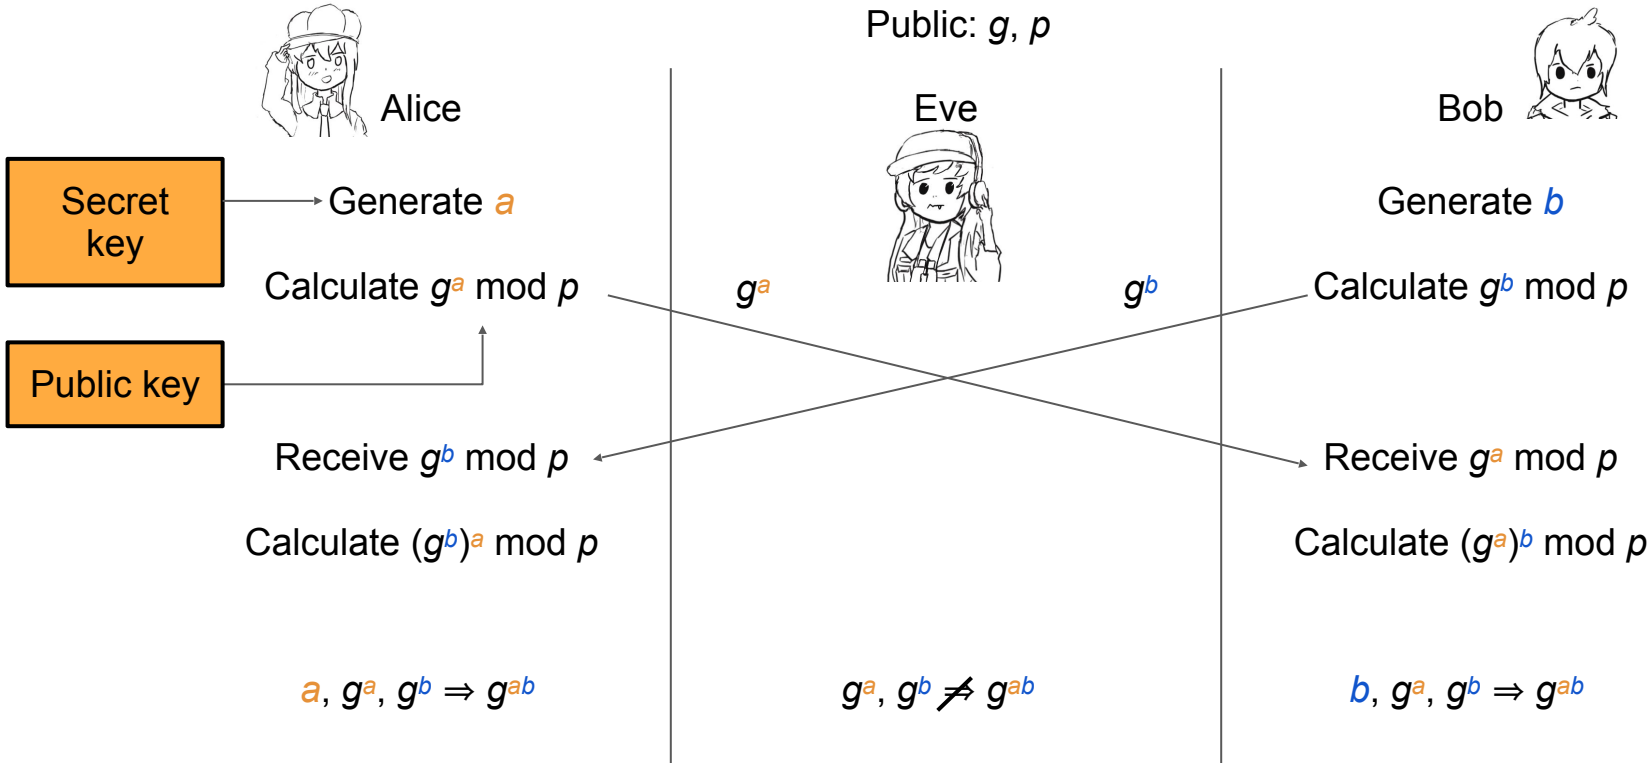 Public: g, p
Alice
Eve
Bob
Secret
key
Generate a
Generate b
Calculate gᵃ mod p
gᵃ
gᵇ
Calculate gᵇ mod p
Public key
Receive gᵇ mod p
Receive gᵃ mod p
Calculate (gᵇ)ᵃ mod p
Calculate (gᵃ)ᵇ mod p
a, gᵃ, gᵇ ⇒ gᵃᵇ
gᵃ, gᵇ ⇏ gᵃᵇ
b, gᵃ, gᵇ ⇒ gᵃᵇ